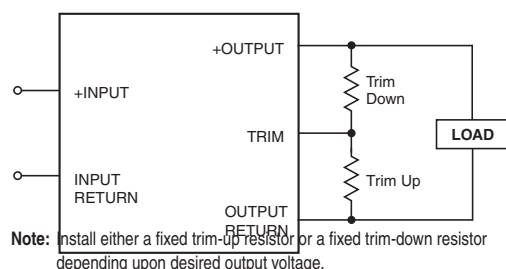 +OUTPUT
Trim
Down
+INPUT
TRIM
LOAD
INPUT
RETURN
Trim Up
OUTPUT
RETURN
Note: Install either a fixed trim-up resistor or a fixed trim-down resistor
depending upon desired output voltage.